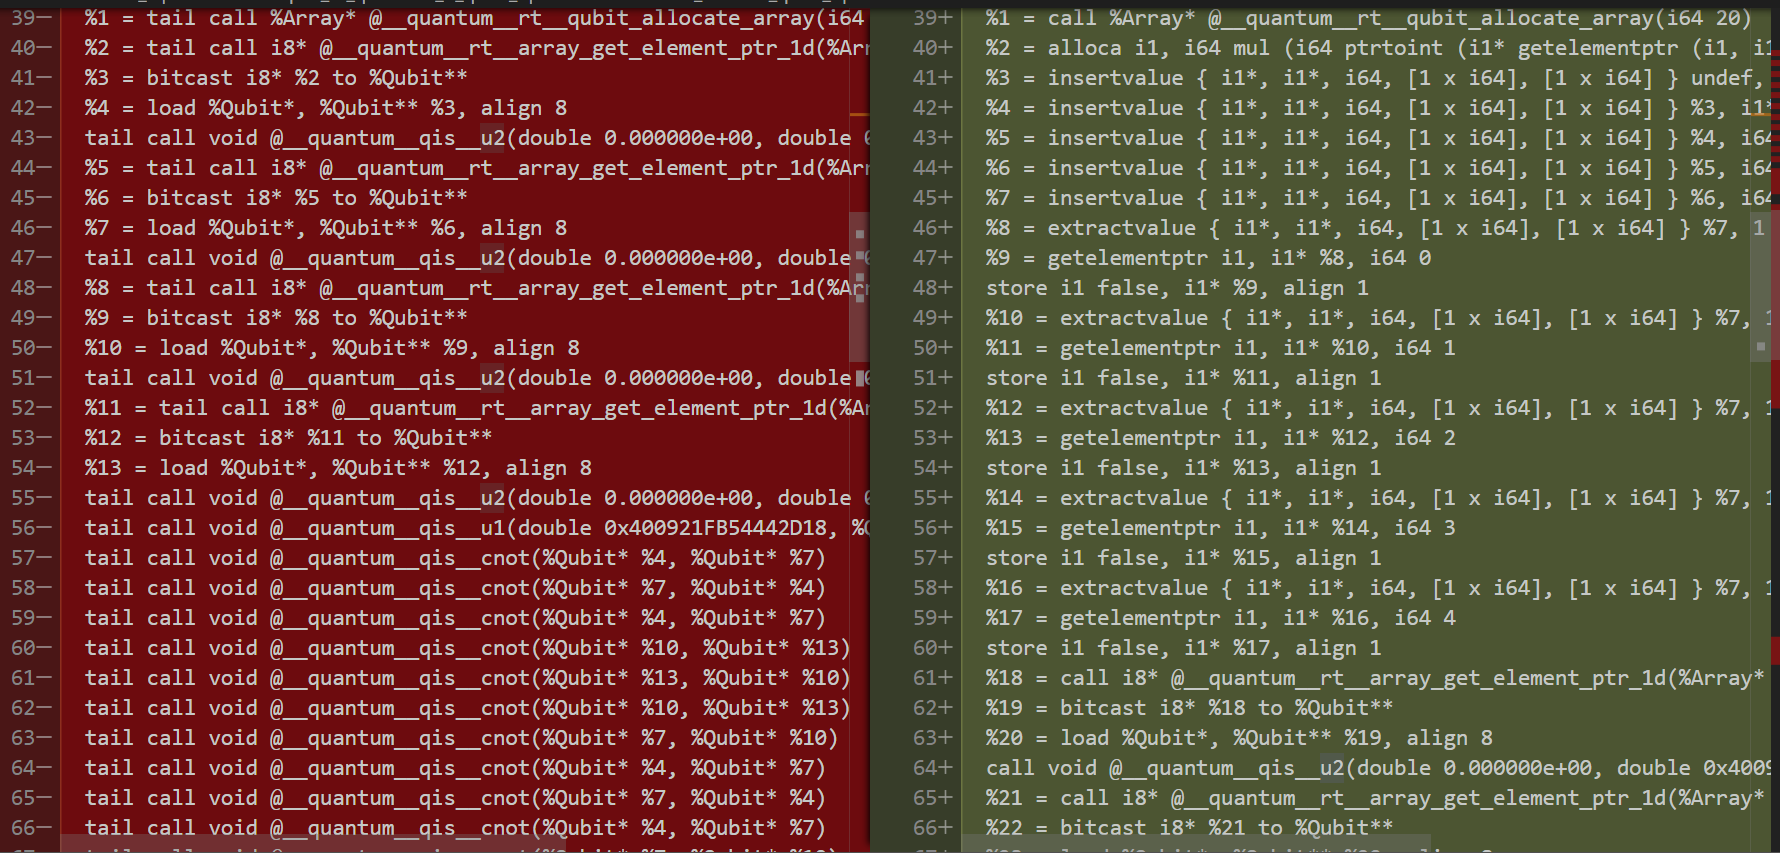 39— %1 = tail call %Array* @__quantum__rt__qubit_allocate_array(i64
40— %2 = tail call i8* @__quantum__rt__array_get_element_ptr_1d(%Arr
41— %3 = bitcast i8* %2 to %Qubit**
42— %4 = load %Qubit*, %Qubit** %3, align 8
43— tail call void @__quantum__qis__u2(double 0.000000e+00, double 0
44— %5 = tail call i8* @__quantum__rt__array_get_element_ptr_1d(%Arr
45— %6 = bitcast i8* %5 to %Qubit**
46— %7 = load %Qubit*, %Qubit** %6, align 8
47— tail call void @__quantum__qis__u2(double 0.000000e+00, double 0
48— %8 = tail call i8* @__quantum__rt__array_get_element_ptr_1d(%Arr
49— %9 = bitcast i8* %8 to %Qubit**
50— %10 = load %Qubit*, %Qubit** %9, align 8
51— tail call void @__quantum__qis__u2(double 0.000000e+00, double 0
52— %11 = tail call i8* @__quantum__rt__array_get_element_ptr_1d(%Ar
53— %12 = bitcast i8* %11 to %Qubit**
54— %13 = load %Qubit*, %Qubit** %12, align 8
55— tail call void @__quantum__qis__u2(double 0.000000e+00, double 0
56— tail call void @__quantum__qis__u1(double 0x400921FB54442D18, %Q
57— tail call void @__quantum__qis__cnot(%Qubit* %4, %Qubit* %7)
58— tail call void @__quantum__qis__cnot(%Qubit* %7, %Qubit* %4)
59— tail call void @__quantum__qis__cnot(%Qubit* %4, %Qubit* %7)
60— tail call void @__quantum__qis__cnot(%Qubit* %10, %Qubit* %13)
61— tail call void @__quantum__qis__cnot(%Qubit* %13, %Qubit* %10)
62— tail call void @__quantum__qis__cnot(%Qubit* %10, %Qubit* %13)
63— tail call void @__quantum__qis__cnot(%Qubit* %7, %Qubit* %10)
64— tail call void @__quantum__qis__cnot(%Qubit* %4, %Qubit* %7)
65— tail call void @__quantum__qis__cnot(%Qubit* %7, %Qubit* %4)
66— tail call void @__quantum__qis__cnot(%Qubit* %4, %Qubit* %7)
39+ %1 = call %Array* @__quantum__rt__qubit_allocate_array(i64 20)
40+ %2 = alloca i1, i64 mul (i64 ptrtoint (i1* getelementptr (i1, i1
41+ %3 = insertvalue { i1*, i1*, i64, [1 x i64], [1 x i64] } undef,
42+ %4 = insertvalue { i1*, i1*, i64, [1 x i64], [1 x i64] } %3, i1*
43+ %5 = insertvalue { i1*, i1*, i64, [1 x i64], [1 x i64] } %4, i64
44+ %6 = insertvalue { i1*, i1*, i64, [1 x i64], [1 x i64] } %5, i64
45+ %7 = insertvalue { i1*, i1*, i64, [1 x i64], [1 x i64] } %6, i64
46+ %8 = extractvalue { i1*, i1*, i64, [1 x i64], [1 x i64] } %7, 1
47+ %9 = getelementptr i1, i1* %8, i64 0
48+ store i1 false, i1* %9, align 1
49+ %10 = extractvalue { i1*, i1*, i64, [1 x i64], [1 x i64] } %7, 1
50+ %11 = getelementptr i1, i1* %10, i64 1
51+ store i1 false, i1* %11, align 1
52+ %12 = extractvalue { i1*, i1*, i64, [1 x i64], [1 x i64] } %7, 1
53+ %13 = getelementptr i1, i1* %12, i64 2
54+ store i1 false, i1* %13, align 1
55+ %14 = extractvalue { i1*, i1*, i64, [1 x i64], [1 x i64] } %7, 1
56+ %15 = getelementptr i1, i1* %14, i64 3
57+ store i1 false, i1* %15, align 1
58+ %16 = extractvalue { i1*, i1*, i64, [1 x i64], [1 x i64] } %7, 1
59+ %17 = getelementptr i1, i1* %16, i64 4
60+ store i1 false, i1* %17, align 1
61+ %18 = call i8* @__quantum__rt__array_get_element_ptr_1d(%Array*
62+ %19 = bitcast i8* %18 to %Qubit**
63+ %20 = load %Qubit*, %Qubit** %19, align 8
64+ call void @__quantum__qis__u2(double 0.000000e+00, double 0x4009
65+ %21 = call i8* @__quantum__rt__array_get_element_ptr_1d(%Array*
66+ %22 = bitcast i8* %21 to %Qubit**